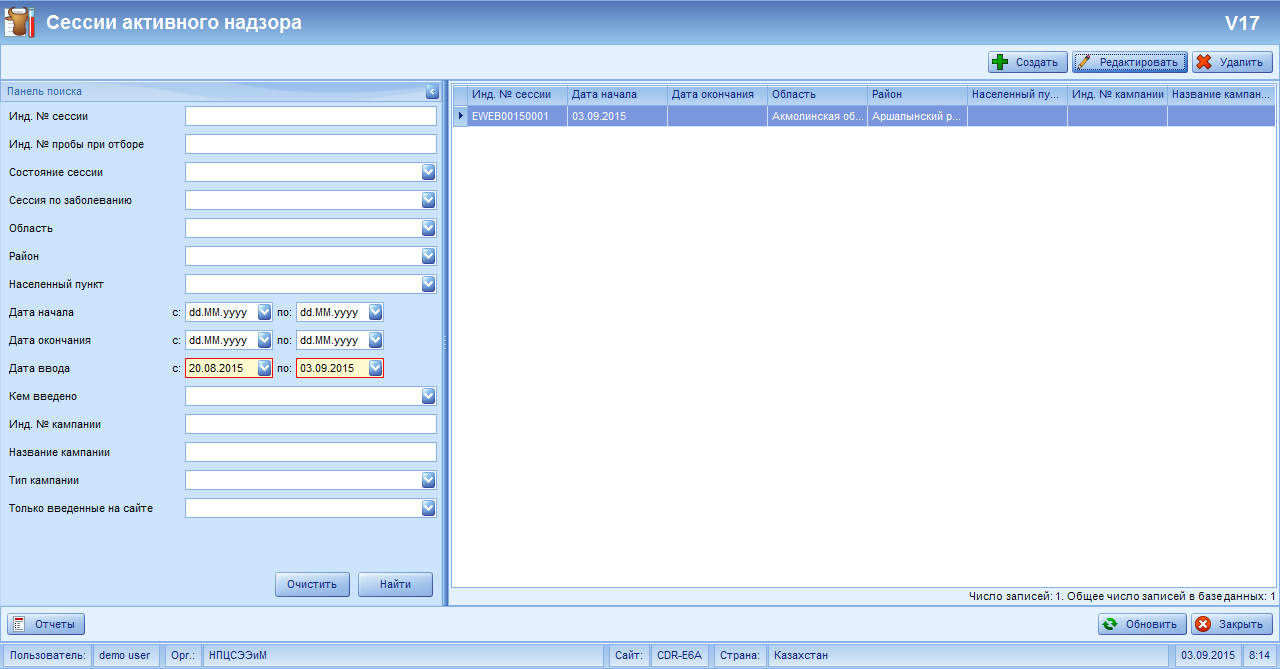 Сессии активного надзора
V17
Создать
Редактировать
Удалить
Панель поиска
Инд. № сессии
Инд. № пробы при отборе
Состояние сессии
Сессия по заболеванию
Область
Район
Населенный пункт
Дата начала с: dd.MM.yyyy по: dd.MM.yyyy
Дата окончания с: dd.MM.yyyy по: dd.MM.yyyy
Дата ввода с: 20.08.2015 по: 03.09.2015
Кем введено
Инд. № кампании
Название кампании
Тип кампании
Только введенные на сайте
Очистить Найти
Инд. № сессии Дата начала Дата окончания Область Район Населенный пу... Инд. № кампании Название кампан...
EWEB00150001 03.09.2015 Акмолинская об... Аршалынский р...
Число записей: 1. Общее число записей в базе данных: 1
Отчеты Обновить Закрыть
Пользователь: demo user Орг.: НПЦСЭЭиМ Сайт: CDR-E6A Страна: Казахстан 03.09.2015 8:14